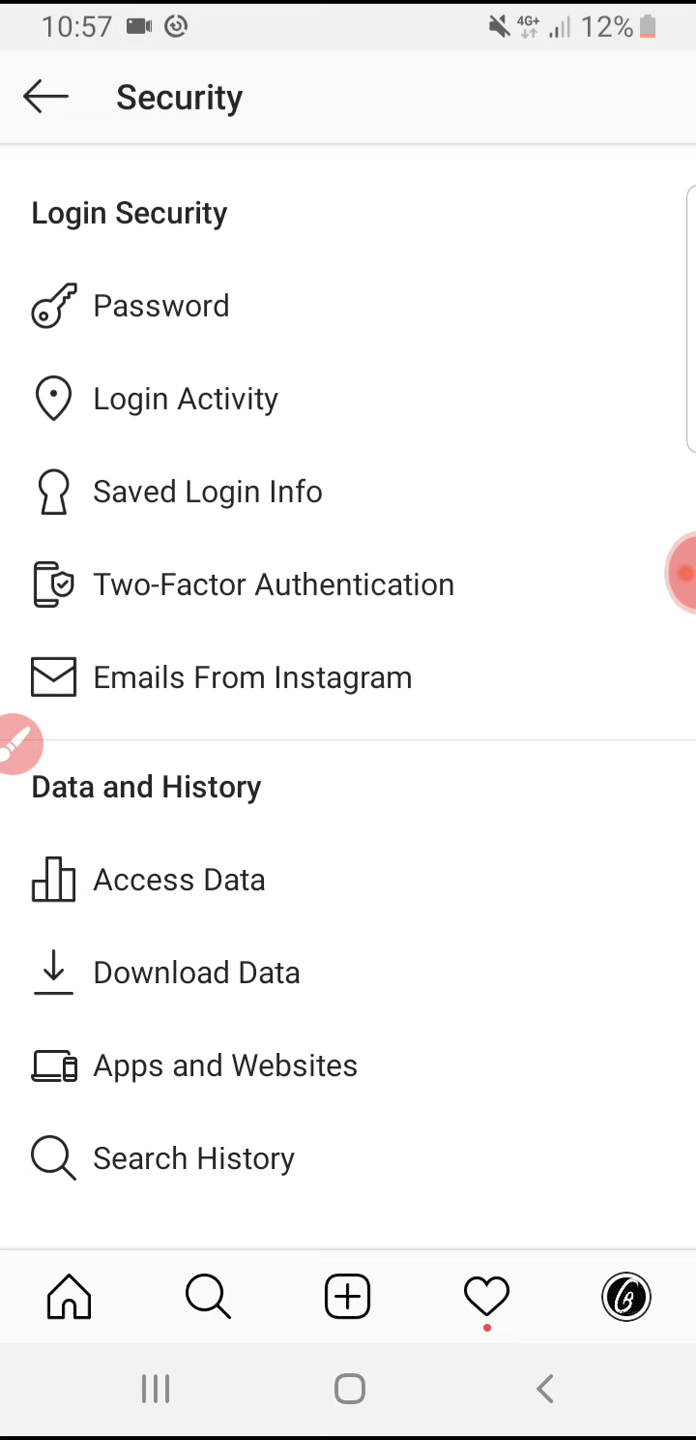 10:57 4G+ 12%
Security
Login Security
Password
Login Activity
Saved Login Info
Two-Factor Authentication
Emails From Instagram
Data and History
Access Data
Download Data
Apps and Websites
Search History